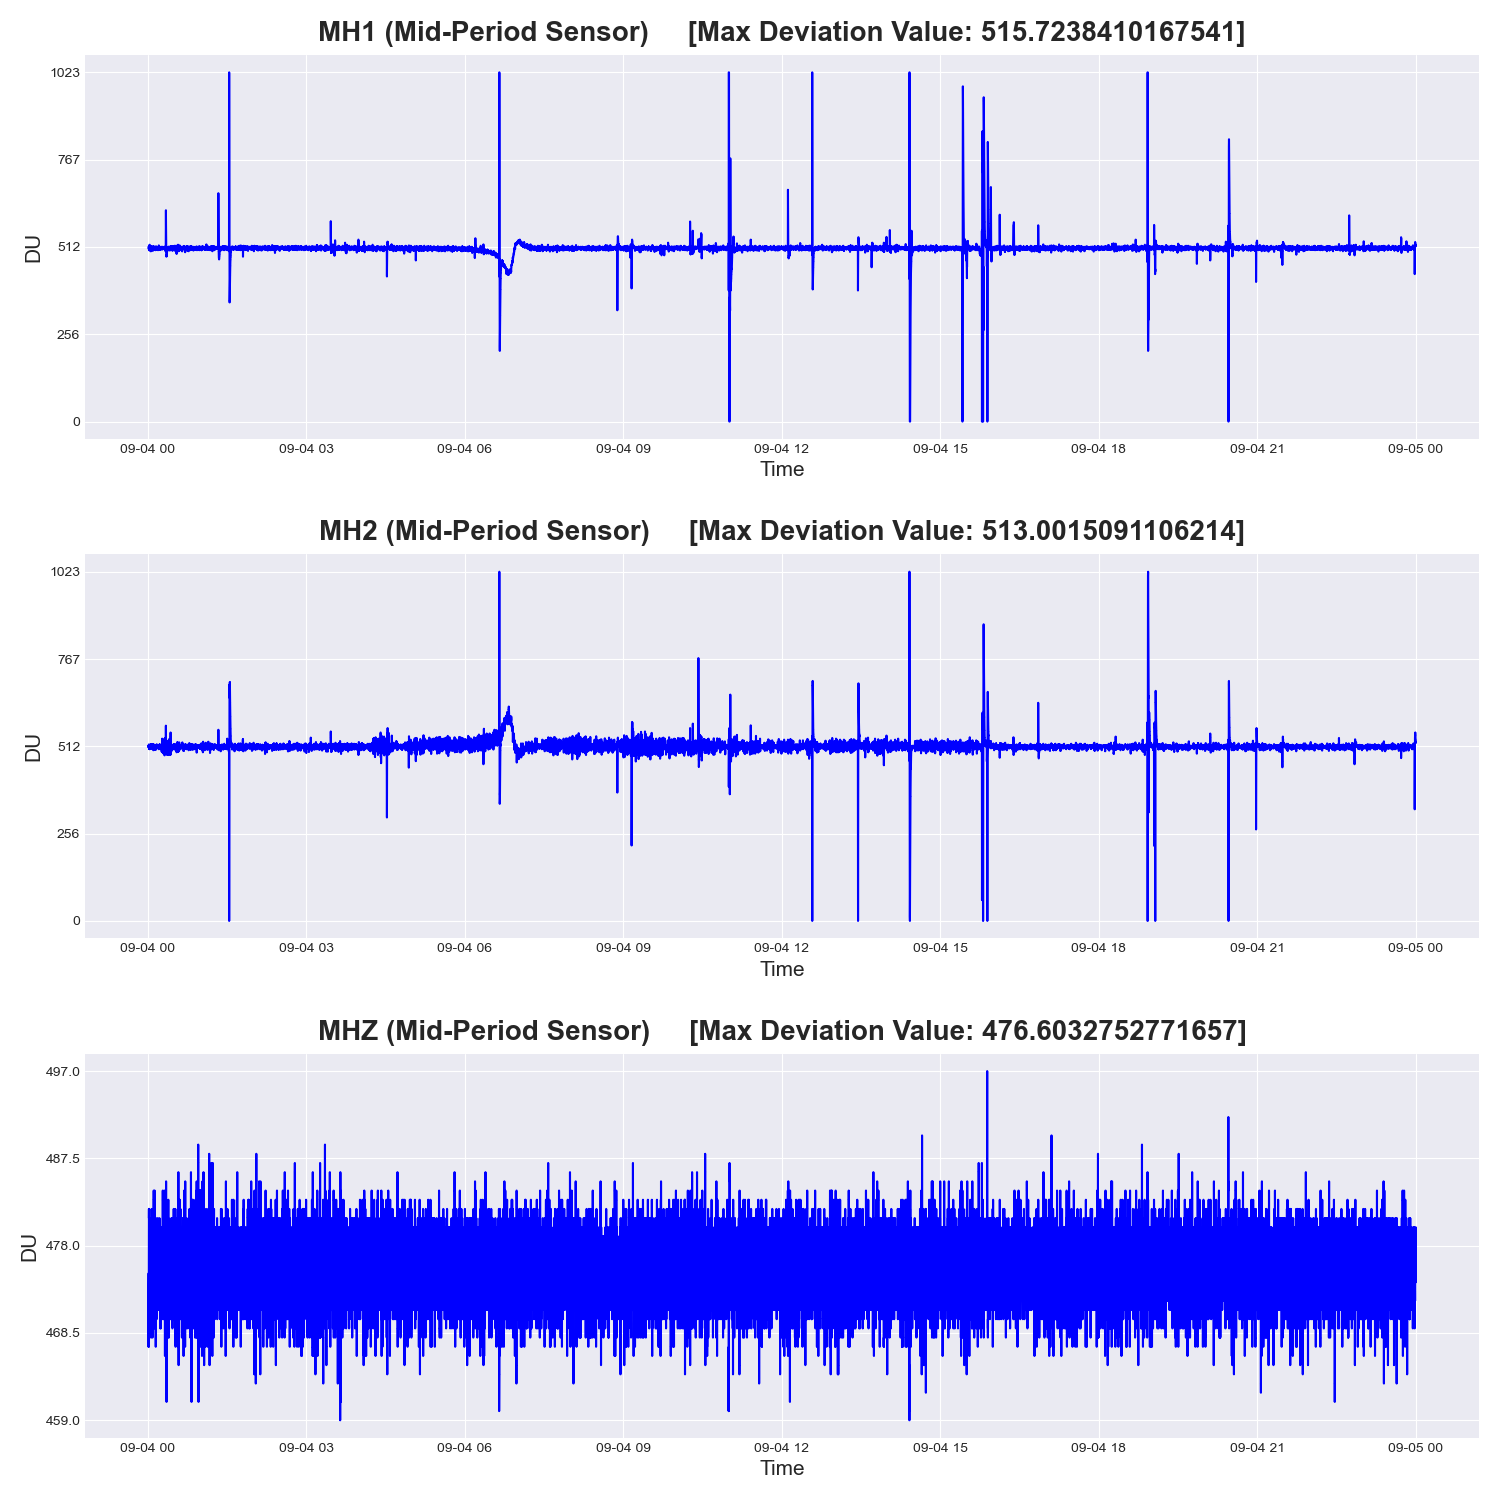 MH1 (Mid-Period Sensor) [Max Deviation Value: 515.7238410167541]
1023
767
512
256
0
DU
09-04 00 09-04 03 09-04 06 09-04 09 09-04 12 09-04 15 09-04 18 09-04 21 09-05 00
Time
MH2 (Mid-Period Sensor) [Max Deviation Value: 513.0015091106214]
1023
767
512
256
0
DU
09-04 00 09-04 03 09-04 06 09-04 09 09-04 12 09-04 15 09-04 18 09-04 21 09-05 00
Time
MHZ (Mid-Period Sensor) [Max Deviation Value: 476.6032752771657]
497.0
487.5
478.0
468.5
459.0
DU
09-04 00 09-04 03 09-04 06 09-04 09 09-04 12 09-04 15 09-04 18 09-04 21 09-05 00
Time